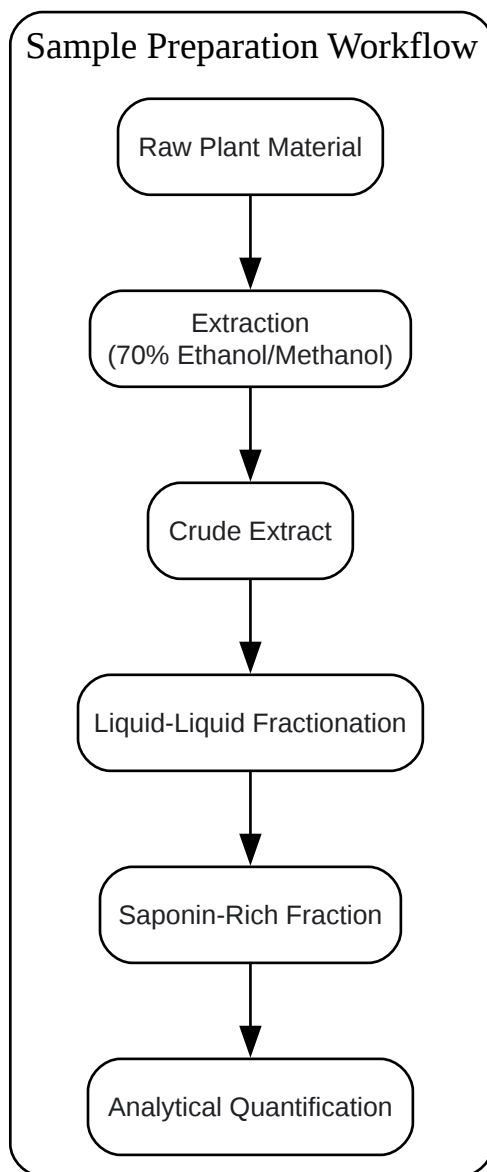 Sample Preparation Workflow
Raw Plant Material
Extraction
(70% Ethanol/Methanol)
Crude Extract
Liquid-Liquid Fractionation
Saponin-Rich Fraction
Analytical Quantification